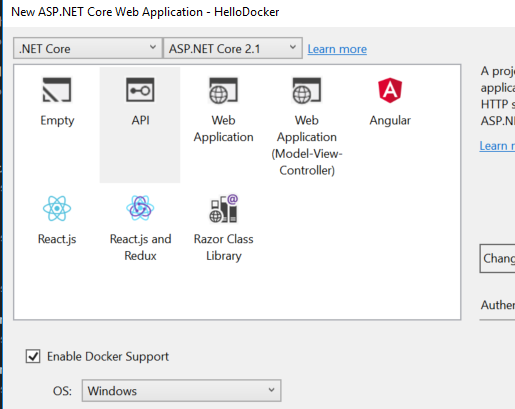 New ASP.NET Core Web Application - HelloDocker
.NET Core
ASP.NET Core 2.1
Learn more
Empty
API
Web
Application
Web
Application
(Model-View-
Controller)
Angular
React.js
React.js and
Redux
Razor Class
Library
A proje
applica
HTTP s
ASP.NE
Learn r
Chang
Auther
Enable Docker Support
OS:
Windows